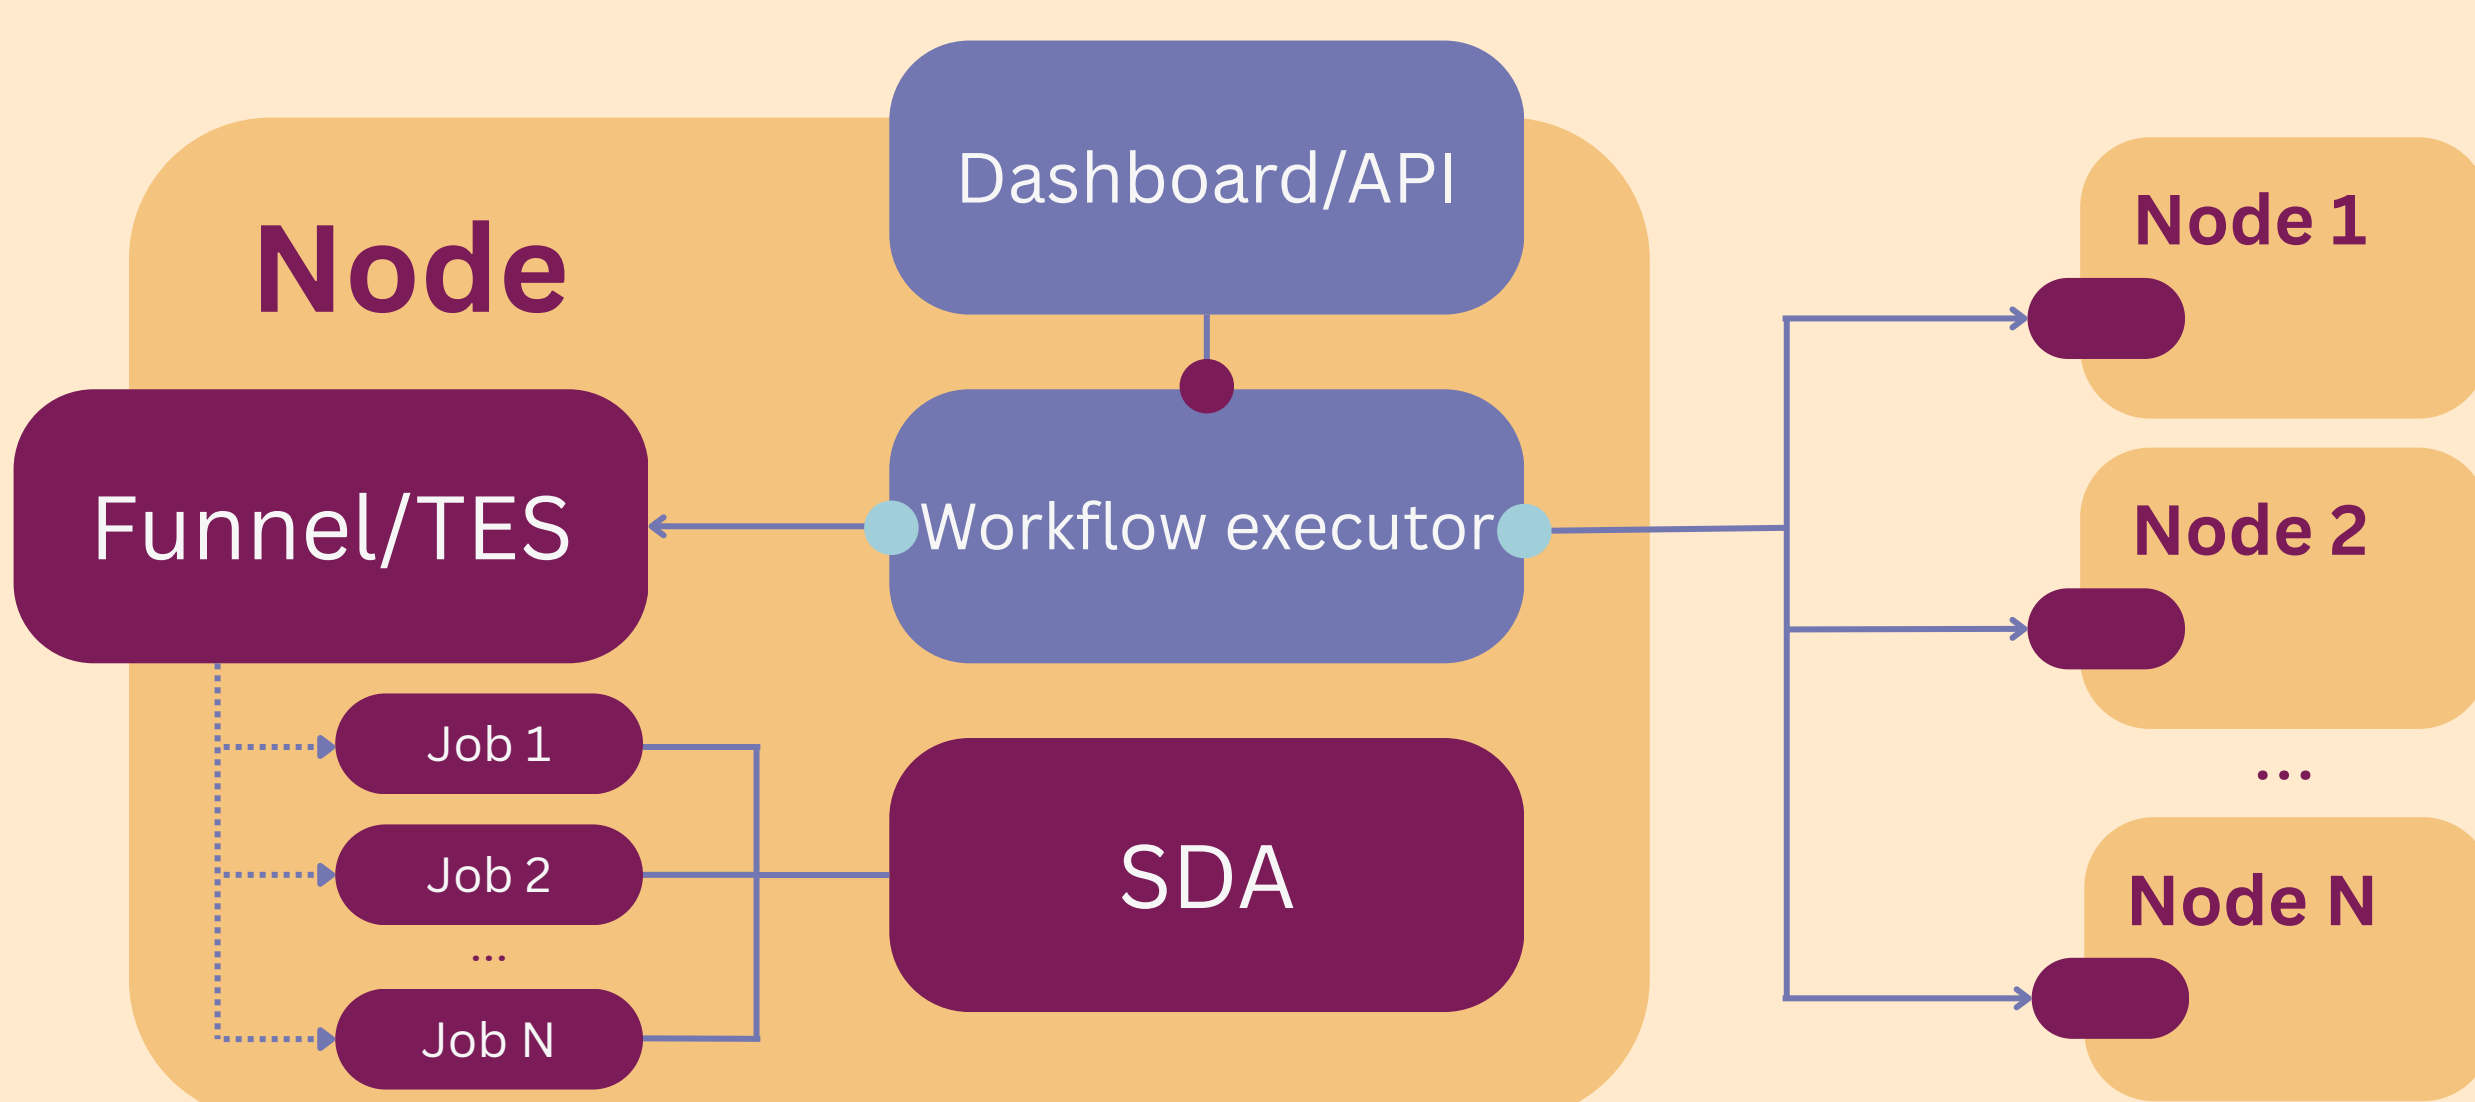 Dashboard/API
Node
Funnel/TES
Workflow executor
Job 1
Job 2
...
Job N
SDA
Node 1
Node 2
...
Node N